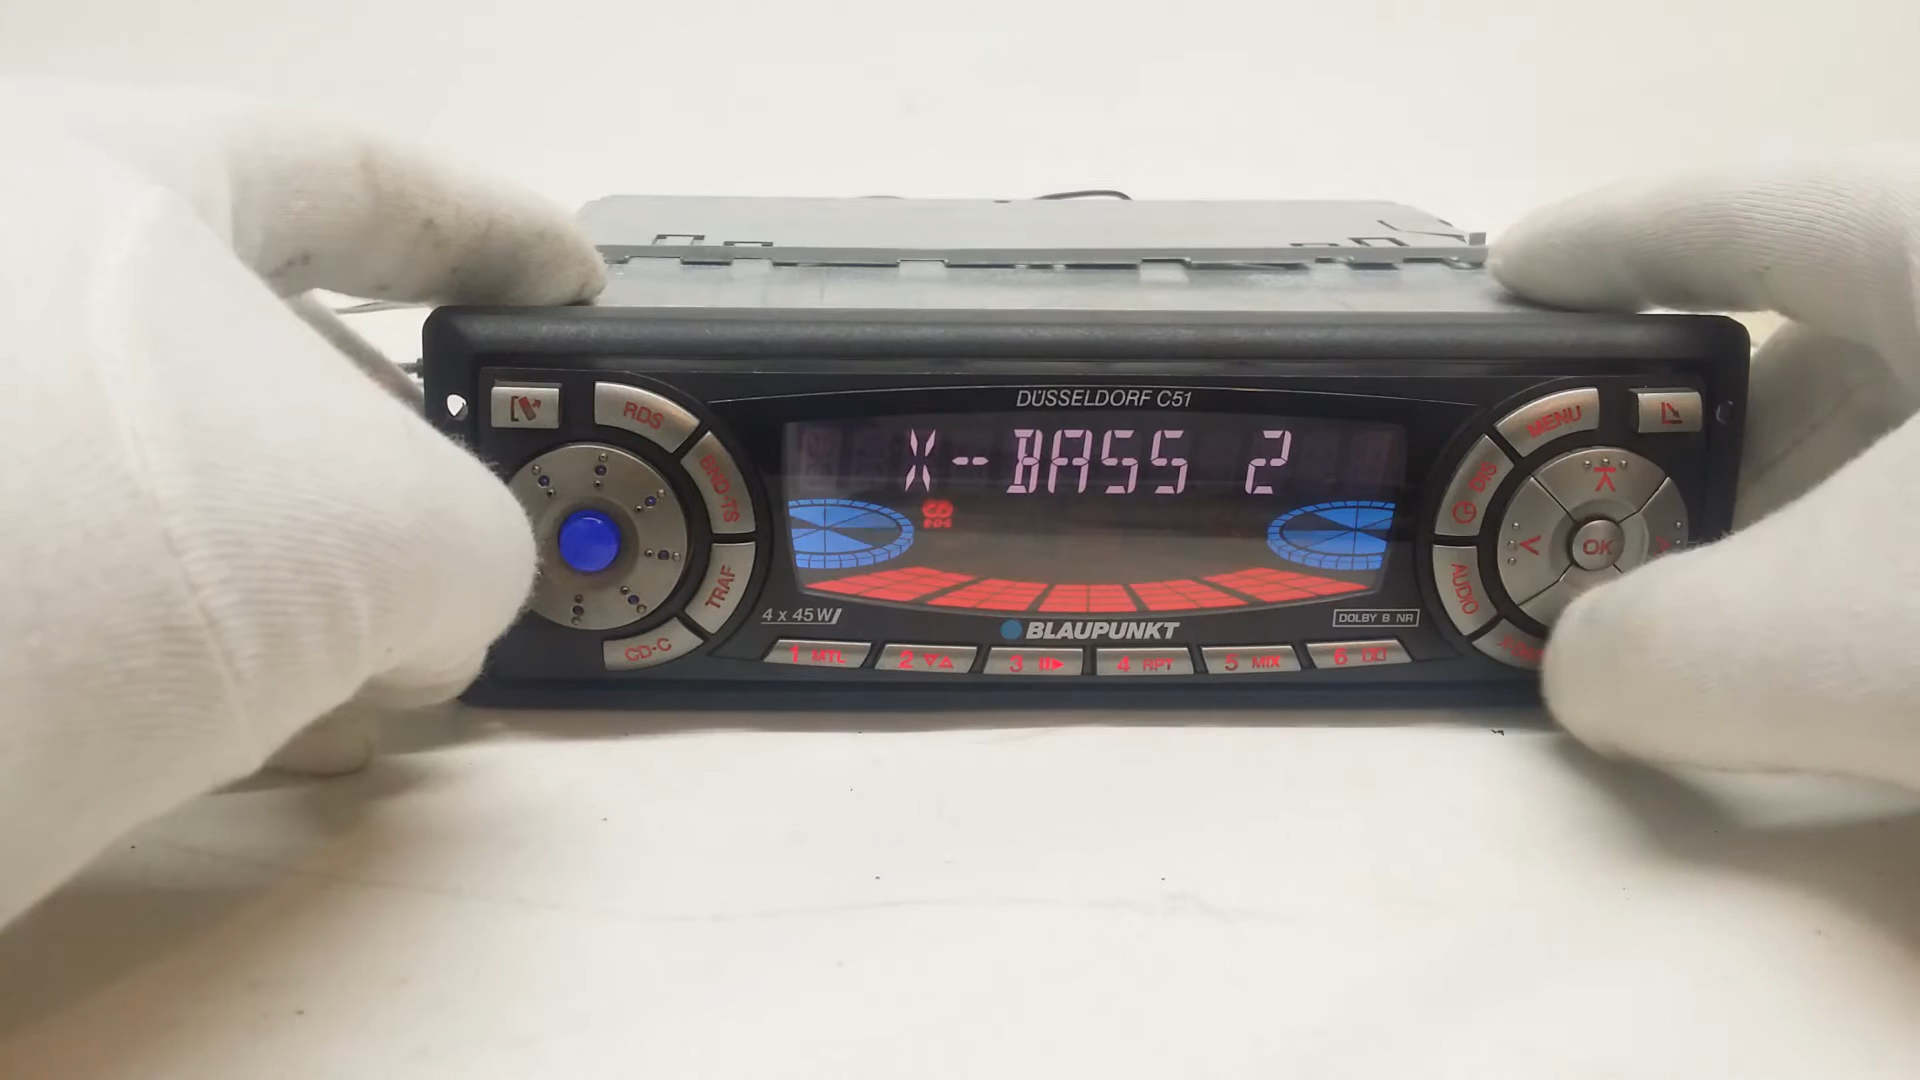 DÜSSELDORF C51
RDS
MENU
X-BASS 2
BND·TS
DIS
OK
TRAF
AUDIO
4 x 45W
DOLBY B NR
BLAUPUNKT
CD·C
1 MTL
2
3
4 RPT
5 MIX
6